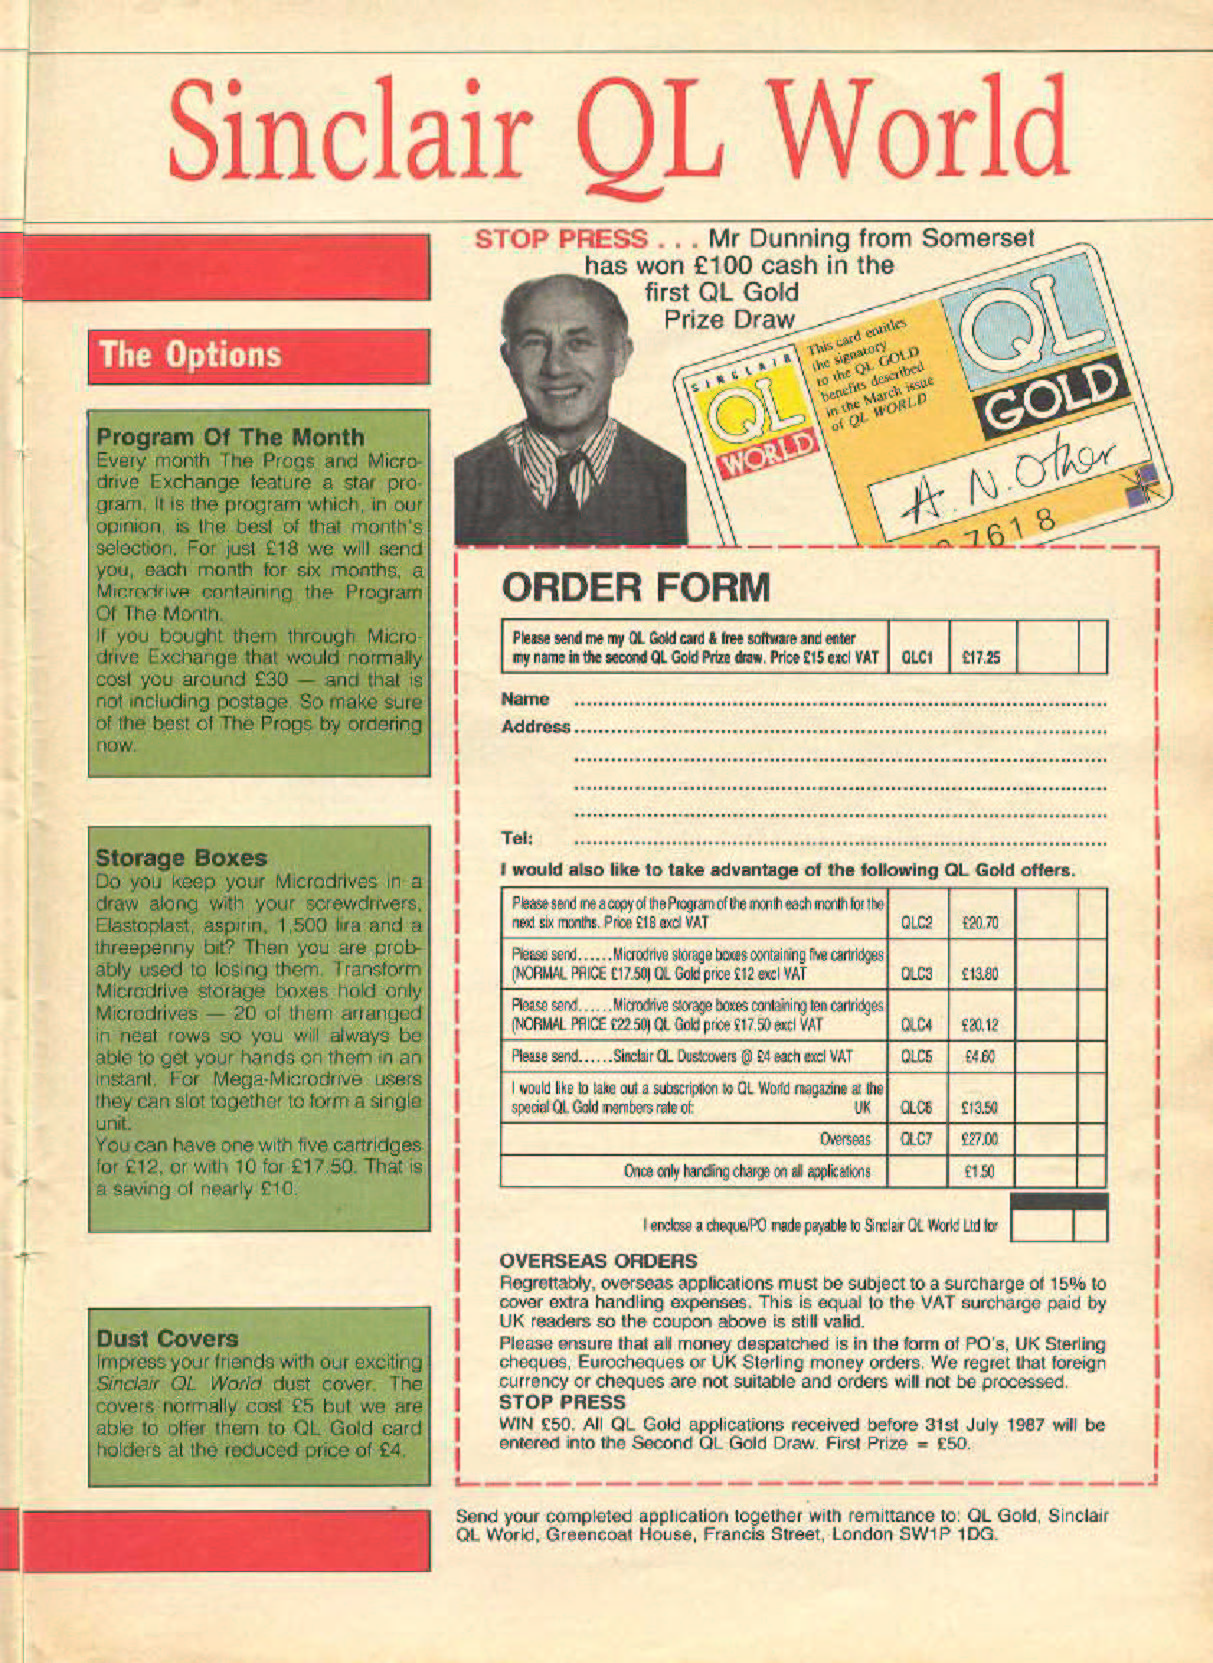 Sinclair QL World
STOP PRESS . . . Mr Dunning from Somerset
has won £100 cash in the
first QL Gold
Prize Draw
SINCLAIR
QL
WORLD
This card entitles
the signatory
to the QL GOLD
benefits described
in the March issue
of QL WORLD
QL
GOLD
A. N. Other
7618
The Options
Program Of The Month
Every month The Progs and Micro-
drive Exchange feature a star pro-
gram. It is the program which, in our
opinion, is the best of that month's
selection. For just £18 we will send
you, each month for six months, a
Microdrive containing the Program
Of The Month.
If you bought them through Micro-
drive Exchange that would normally
cost you around £30 — and that is
not including postage. So make sure
of the best of The Progs by ordering
now.
Storage Boxes
Do you keep your Microdrives in a
draw along with your screwdrivers,
Elastoplast, aspirin, 1,500 lira and a
threepenny bit? Then you are prob-
ably used to losing them. Transform
Microdrive storage boxes hold only
Microdrives — 20 of them arranged
in neat rows so you will always be
able to get your hands on them in an
instant. For Mega-Microdrive users
they can slot together to form a single
unit.
You can have one with five cartridges
for £12, or with 10 for £17.50. That is
a saving of nearly £10.
Dust Covers
Impress your friends with our exciting
Sinclair QL World dust cover. The
covers normally cost £5 but we are
able to offer them to QL Gold card
holders at the reduced price of £4.
ORDER FORM
Please send me my QL Gold card & free software and enter
my name in the second QL Gold Prize draw. Price £15 excl VAT QLC1 £17.25
Name
Address
Tel:
I would also like to take advantage of the following QL Gold offers.
Please send me a copy of the Program of the month each month for the
next six months. Price £18 excl VAT QLC2 £20.70
Please send......Microdrive storage boxes containing five cartridges
(NORMAL PRICE £17.50) QL Gold price £12 excl VAT QLC3 £13.80
Please send......Microdrive storage boxes containing ten cartridges
(NORMAL PRICE £22.50) QL Gold price £17.50 excl VAT QLC4 £20.12
Please send......Sinclair QL Dustcovers @ £4 each excl VAT QLC5 £4.60
I would like to take out a subscription to QL World magazine at the
special QL Gold members rate of: UK QLC6 £13.50
Overseas QLC7 £27.00
Once only handling charge on all applications £1.50
I enclose a cheque/PO made payable to Sinclair QL World Ltd for
OVERSEAS ORDERS
Regrettably, overseas applications must be subject to a surcharge of 15% to
cover extra handling expenses. This is equal to the VAT surcharge paid by
UK readers so the coupon above is still valid.
Please ensure that all money despatched is in the form of PO's, UK Sterling
cheques, Eurocheques or UK Sterling money orders. We regret that foreign
currency or cheques are not suitable and orders will not be processed.
STOP PRESS
WIN £50. All QL Gold applications received before 31st July 1987 will be
entered into the Second QL Gold Draw. First Prize = £50.
Send your completed application together with remittance to: QL Gold, Sinclair
QL World, Greencoat House, Francis Street, London SW1P 1DG.